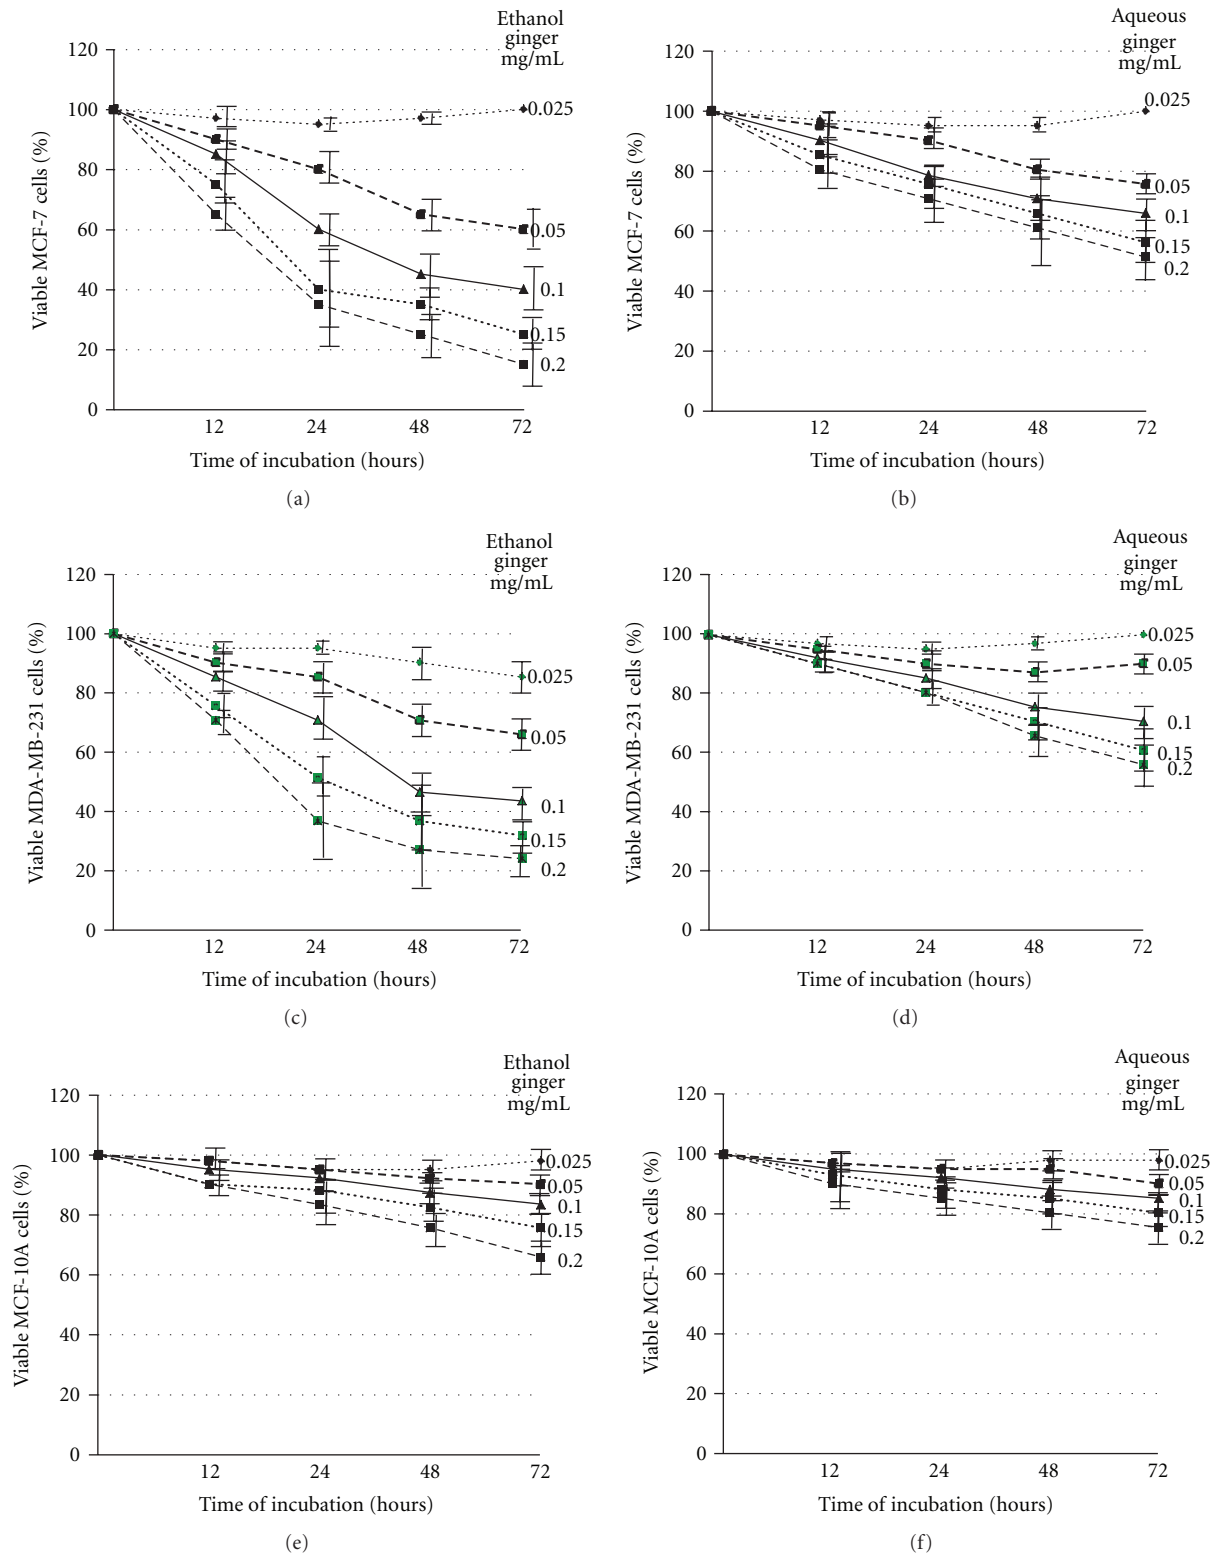 Ethanol
ginger
mg/mL
120
100
80
60
40
20
0
Viable MCF-7 cells (%)
0.025
0.05
0.1
0.15
0.2
12 24 48 72
Time of incubation (hours)
(a)
Aqueous
ginger
mg/mL
120
100
80
60
40
20
0
Viable MCF-7 cells (%)
0.025
0.05
0.1
0.15
0.2
12 24 48 72
Time of incubation (hours)
(b)
Ethanol
ginger
mg/mL
120
100
80
60
40
20
0
Viable MDA-MB-231 cells (%)
0.025
0.05
0.1
0.15
0.2
12 24 48 72
Time of incubation (hours)
(c)
Aqueous
ginger
mg/mL
120
100
80
60
40
20
0
Viable MDA-MB-231 cells (%)
0.025
0.05
0.1
0.15
0.2
12 24 48 72
Time of incubation (hours)
(d)
Ethanol
ginger
mg/mL
120
100
80
60
40
20
0
Viable MCF-10A cells (%)
0.025
0.05
0.1
0.15
0.2
12 24 48 72
Time of incubation (hours)
(e)
Aqueous
ginger
mg/mL
120
100
80
60
40
20
0
Viable MCF-10A cells (%)
0.025
0.05
0.1
0.15
0.2
12 24 48 72
Time of incubation (hours)
(f)